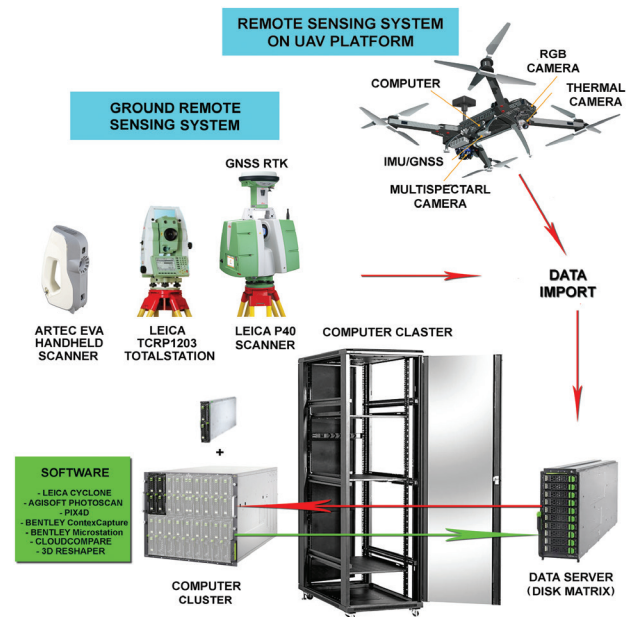 REMOTE SENSING SYSTEM
ON UAV PLATFORM
RGB
CAMERA
COMPUTER
THERMAL
CAMERA
GROUND REMOTE
SENSING SYSTEM
IMU/GNSS
MULTISPECTARL
CAMERA
GNSS RTK
DATA
IMPORT
ARTEC EVA
HANDHELD
SCANNER
LEICA
TCRP1203
TOTALSTATION
LEICA P40
SCANNER
COMPUTER CLASTER
+
SOFTWARE
- LEICA CYCLONE
- AGISOFT PHOTOSCAN
- PIX4D
- BENTLEY ContexCapture
- BENTLEY Microstation
- CLOUDCOMPARE
- 3D RESHAPER
COMPUTER
CLUSTER
DATA SERVER
(DISK MATRIX)